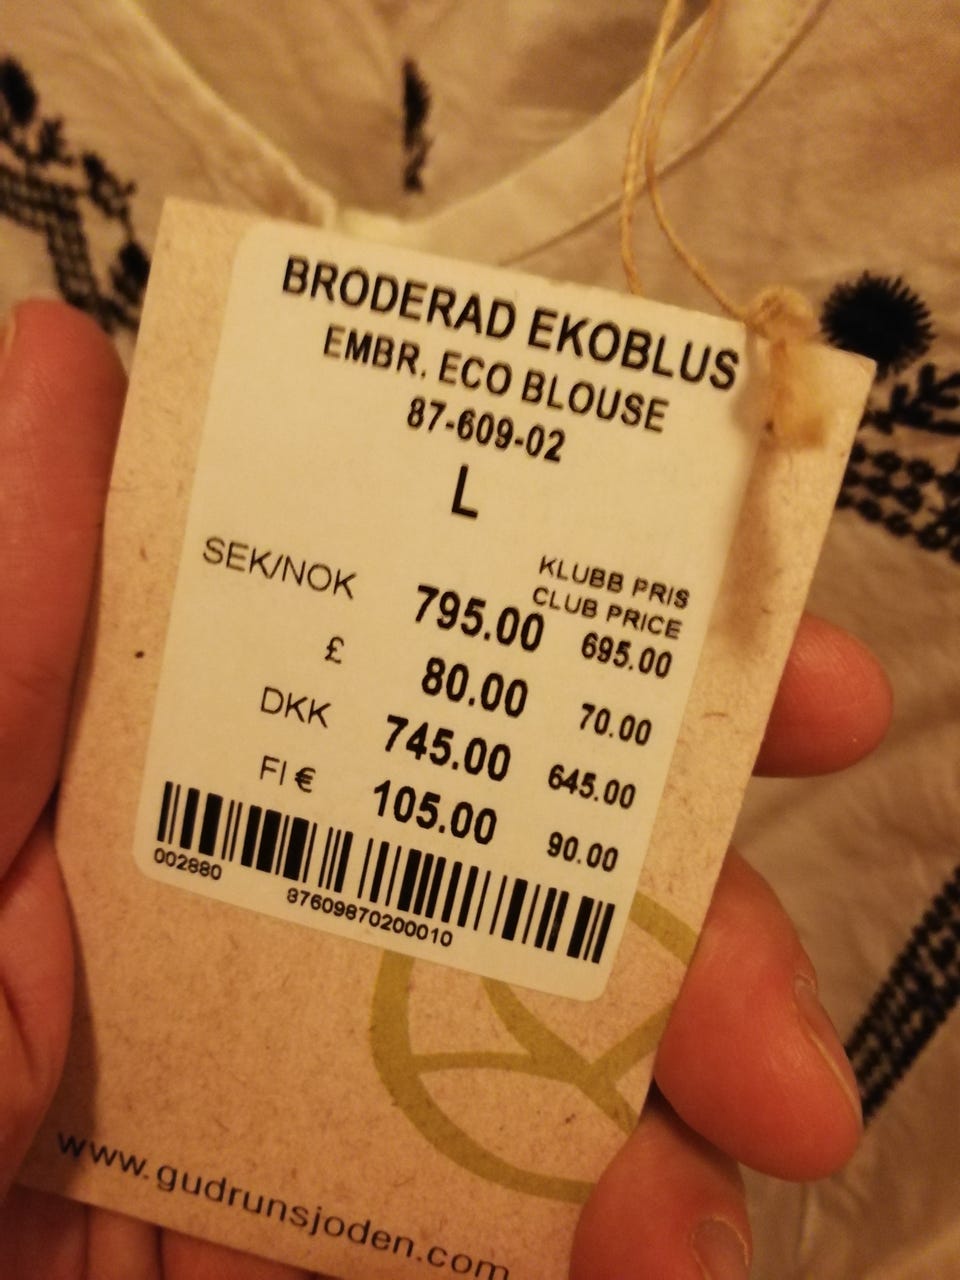 BRODERAD EKOBLUS
EMBR. ECO BLOUSE
87-609-02
L
KLUBB PRIS
CLUB PRICE
SEK/NOK 795.00 695.00
£ 80.00 70.00
DKK 745.00 645.00
FI € 105.00 90.00
002880
87609870200010
www.gudrunsjoden.com